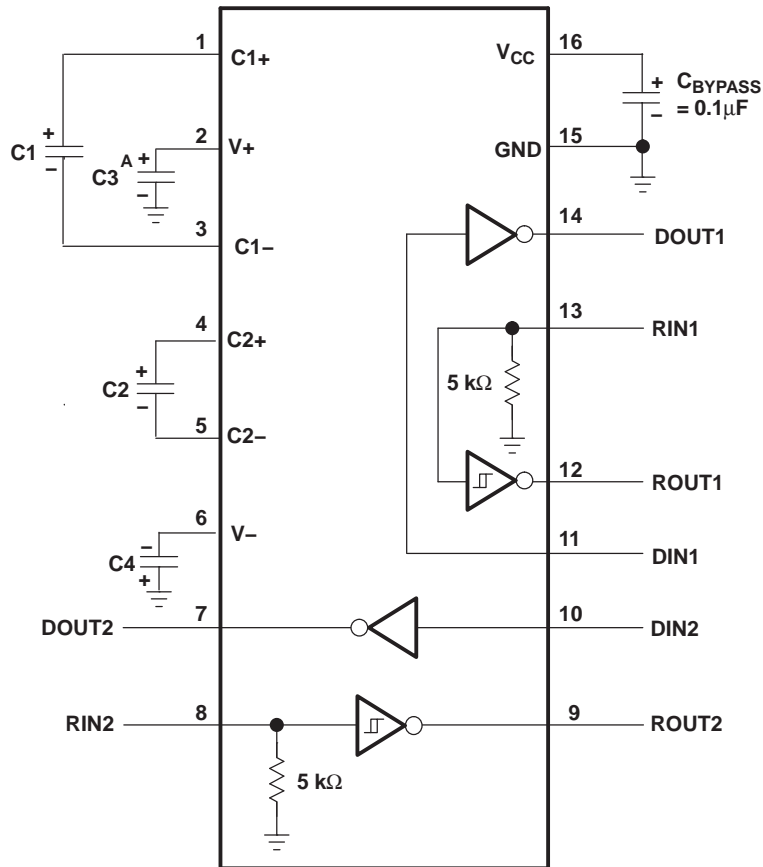 1
C1+
C1
+
−
2
V+
C3 A
+
−
3
C1−
4
C2+
C2
+
−
5
C2−
6
V−
C4
−
+
7
DOUT2
8
RIN2
5 kΩ
VCC
16
+
−
CBYPASS
= 0.1μF
GND
15
14
DOUT1
13
RIN1
5 kΩ
12
ROUT1
11
DIN1
10
DIN2
9
ROUT2